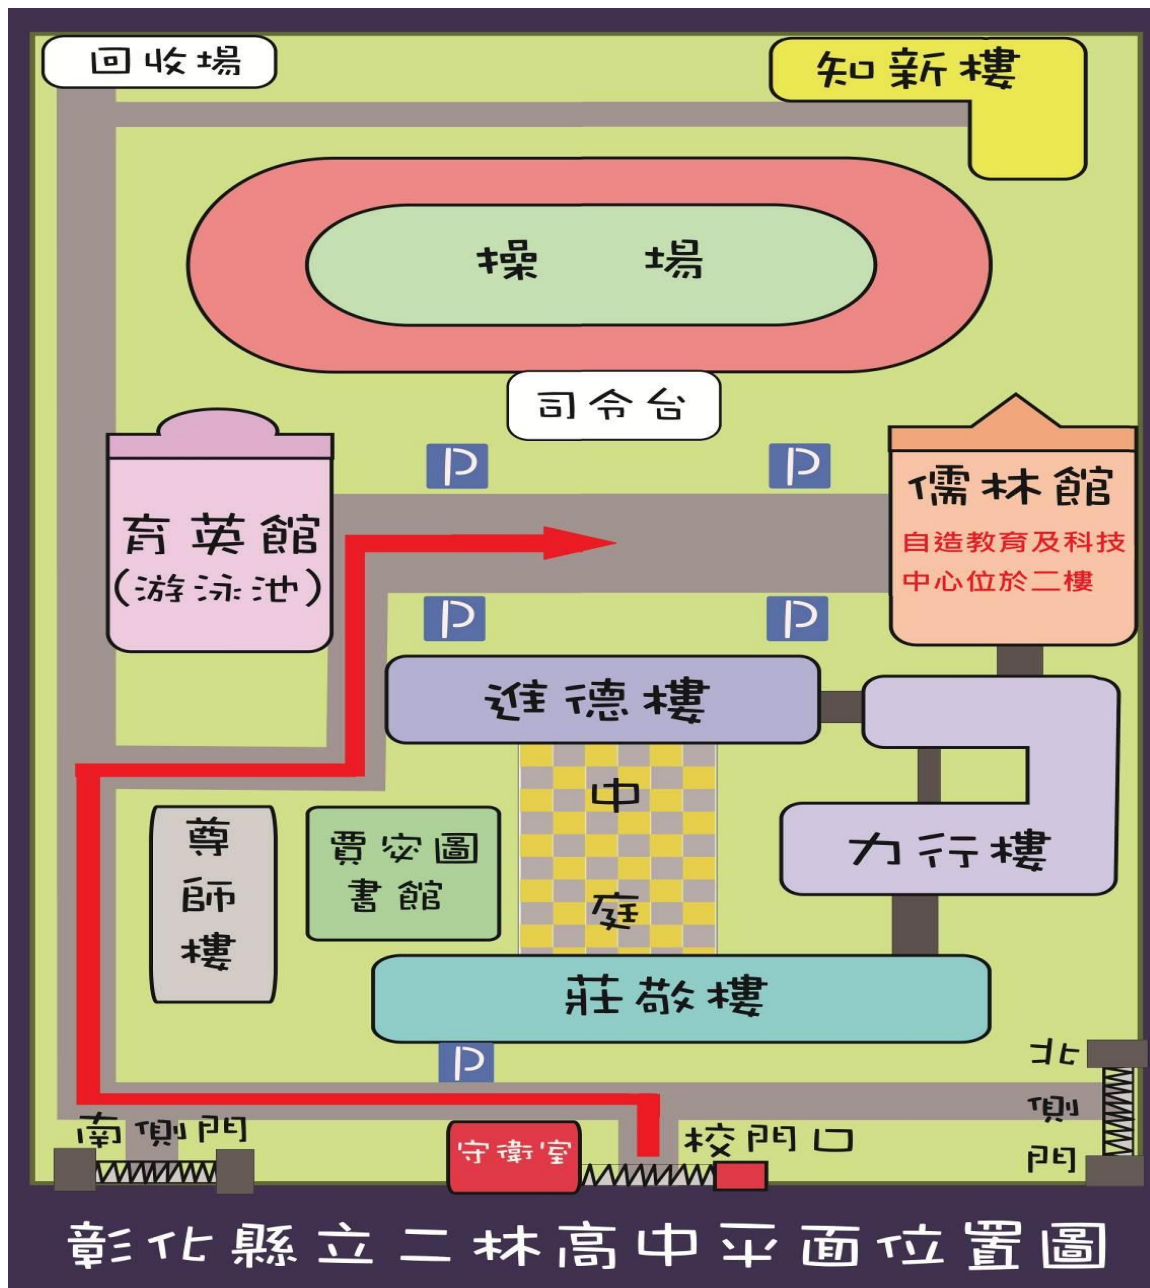 回收場
知新樓
操場
司令台
P
P
育英館
(游泳池)
儒林館
自造教育及科技
中心位於二樓
P
P
進德樓
中庭
力行樓
尊師樓
賈宓圖
書館
莊敬樓
P
北側門
南側門
守衛室
校門口
彰化縣立二林高中平面位置圖